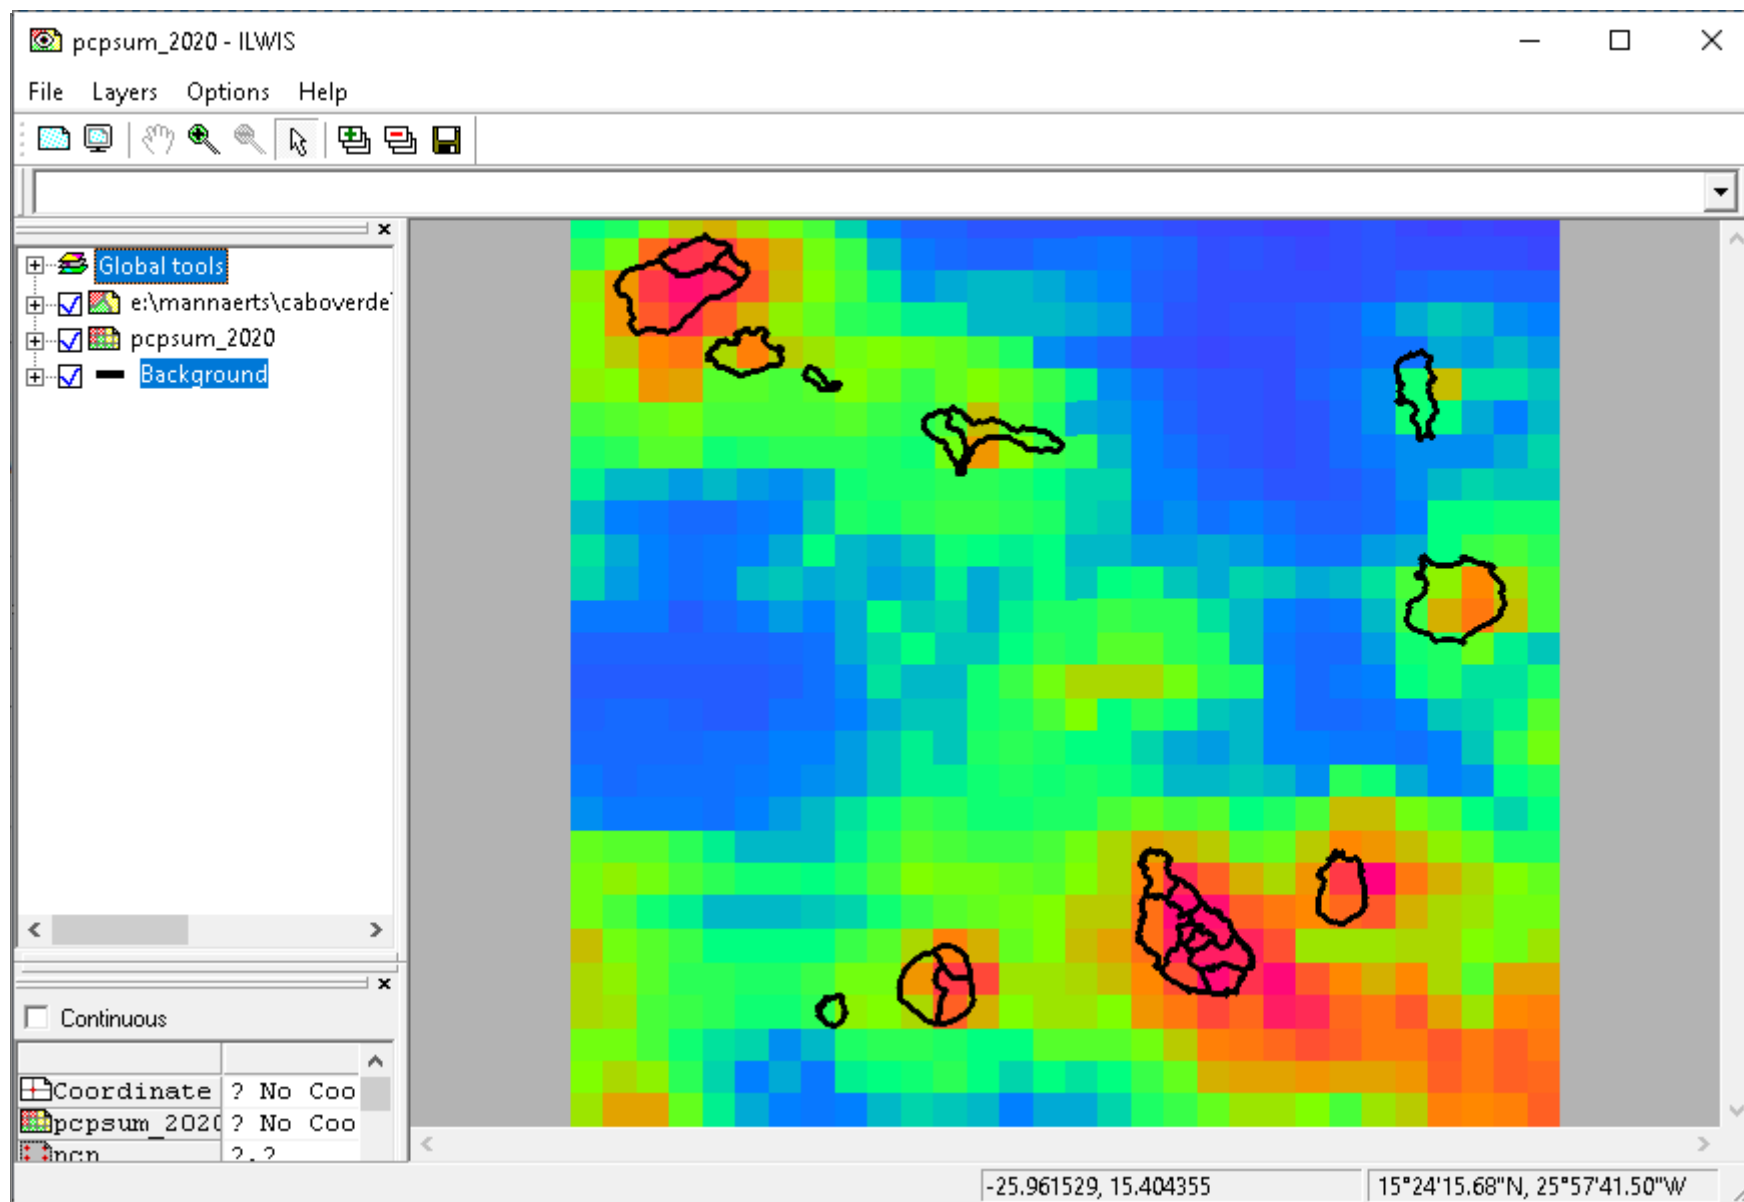 pcpsum_2020 - ILWIS
File Layers Options Help
Global tools
e:\mannaerts\caboverde\
pcpsum_2020
Background
Continuous
Coordinate ? No Coo
pcpsum_2020 ? No Coo
?,?
-25.961529, 15.404355 15°24'15.68"N, 25°57'41.50"W